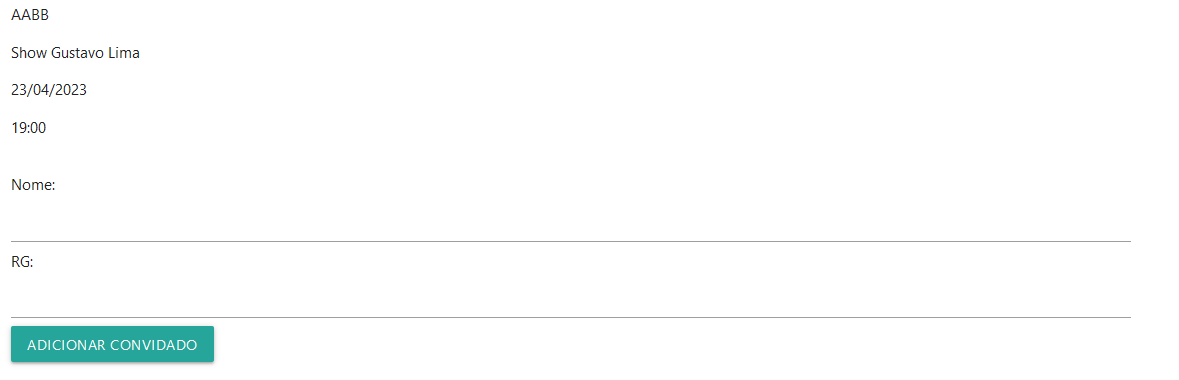 AABB
Show Gustavo Lima
23/04/2023
19:00
Nome:
RG:
ADICIONAR CONVIDADO